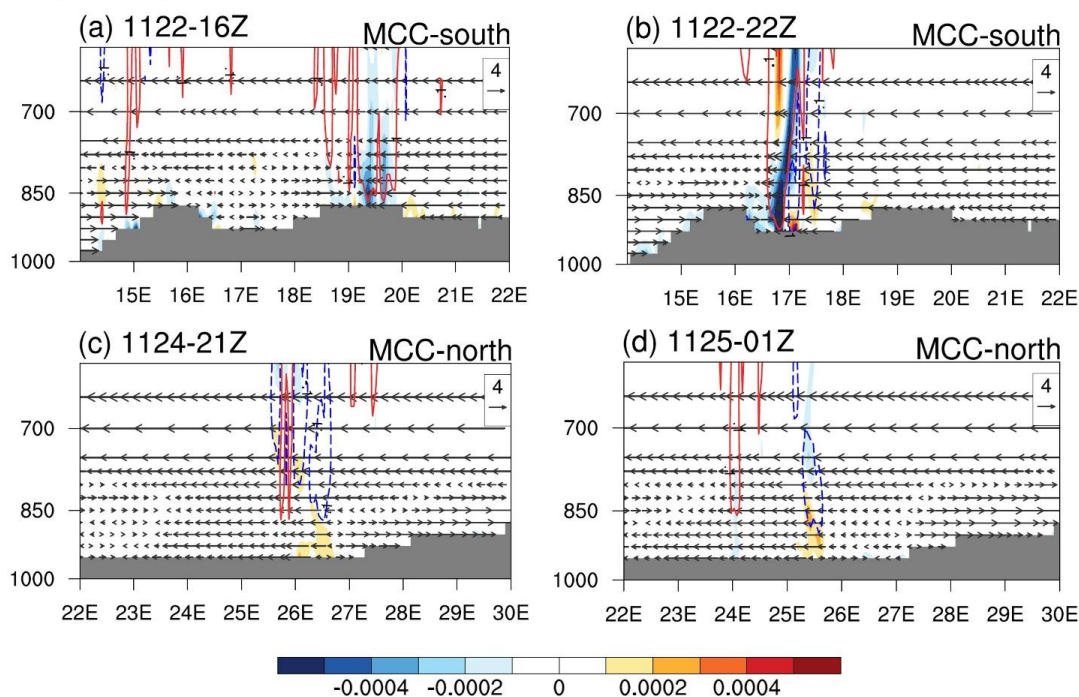 (a) 1122-16Z MCC-south
4
700
850
1000
15E 16E 17E 18E 19E 20E 21E 22E
(b) 1122-22Z MCC-south
4
700
850
1000
15E 16E 17E 18E 19E 20E 21E 22E
(c) 1124-21Z MCC-north
4
700
850
1000
22E 23E 24E 25E 26E 27E 28E 29E 30E
(d) 1125-01Z MCC-north
4
700
850
1000
22E 23E 24E 25E 26E 27E 28E 29E 30E
-0.0004 -0.0002 0 0.0002 0.0004